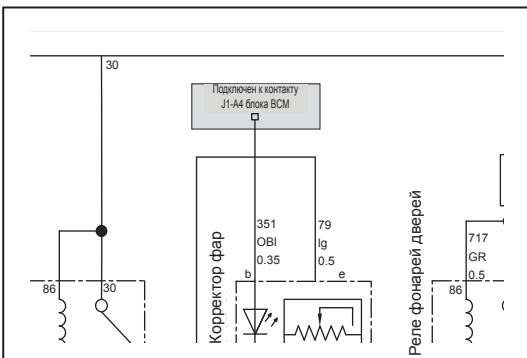 30
Подключен к контакту
J1-A4 блока BCM
351
OBl
0.35
79
lg
0.5
717
GR
0.5
b
e
86
30
86
Корректор фар
Реле фонарей дверей